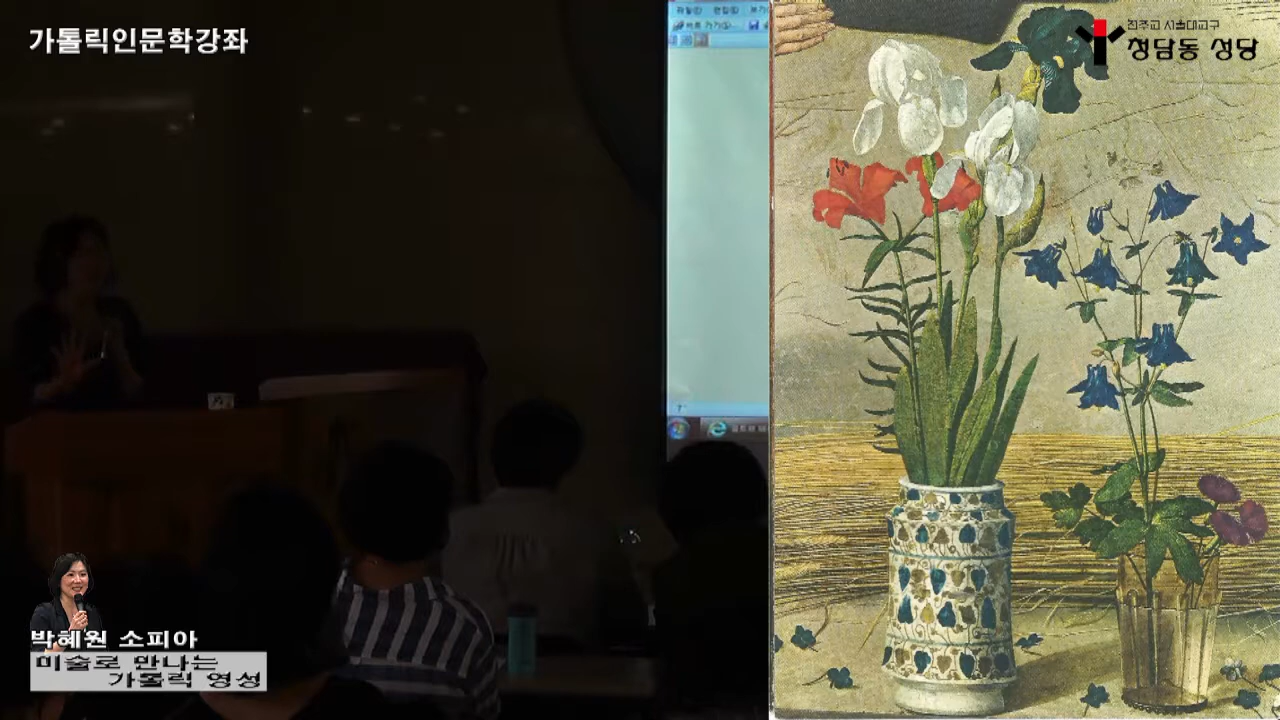 가톨릭인문학강좌
천주교 서울대교구
청담동 성당
박혜원 소피아
미술로 만나는
가톨릭 영성